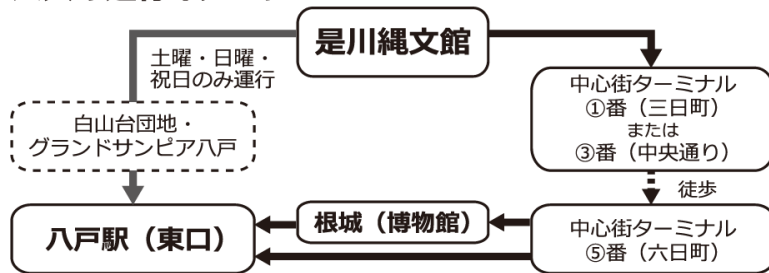 是川縄文館
土曜・日曜・
祝日のみ運行
中心街ターミナル
①番（三日町）
または
③番（中央通り）
白山台団地・
グランドサンピア八戸
徒歩
八戸駅（東口）
根城（博物館）
中心街ターミナル
⑤番（六日町）